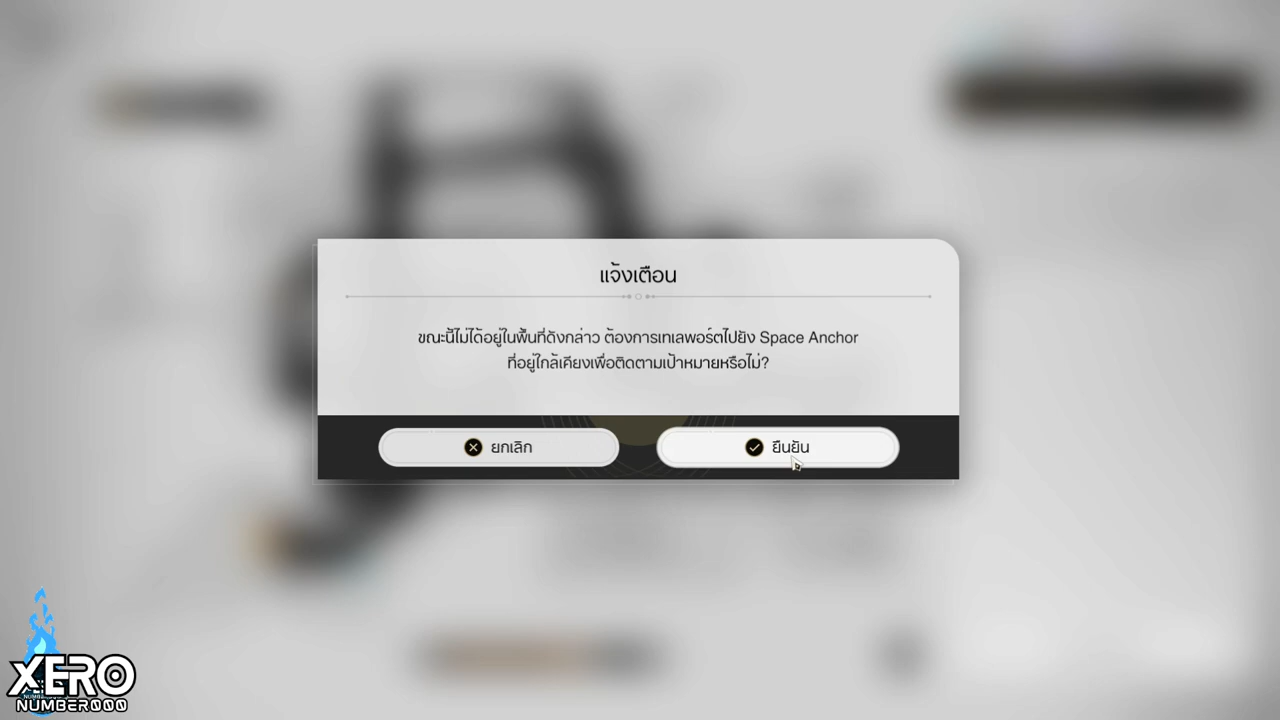 แจ้งเตือน
ขณะนี้ไม่ได้อยู่ในพื้นที่ดังกล่าว ต้องการเทเลพอร์ตไปยัง Space Anchor
ที่อยู่ใกล้เคียงเพื่อติดตามเป้าหมายหรือไม่?
ยกเลิก
ยืนยัน
XERO
NUMBER000